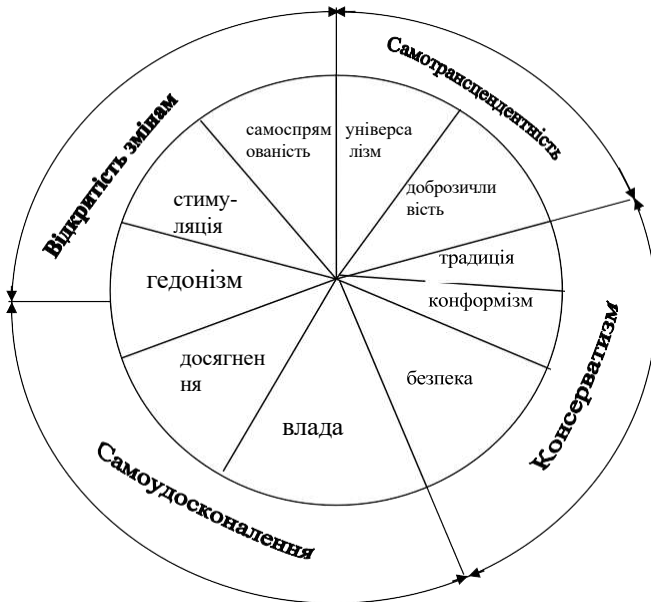 Самотрансцендентність
Відкритість змінам
самоспрям
ованість
універса
лізм
стиму-
ляція
доброзичли
вість
традиція
гедонізм
конформізм
досягнен
ня
безпека
влада
Консерватизм
Самоудосконалення